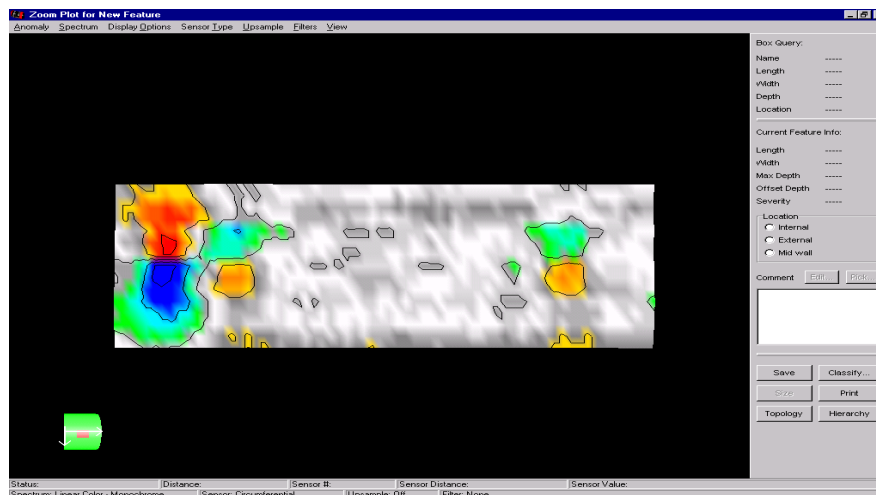 Zoom Plot for New Feature
Anomaly Spectrum Display Options Sensor Type Upsample Filters View
Box Query:
Name -----
Length -----
Width -----
Depth -----
Location -----
Current Feature Info:
Length -----
Width -----
Max Depth -----
Offset Depth -----
Severity -----
Location
Internal
External
Mid wall
Comment Edit... Pick...
Save Classify...
Size Print
Topology Hierarchy
Status: Distance: Sensor #: Sensor Distance: Sensor Value:
Spectrum: Linear Color - Monochrome Sensor: Circumferential Upsample: Off Filter: None